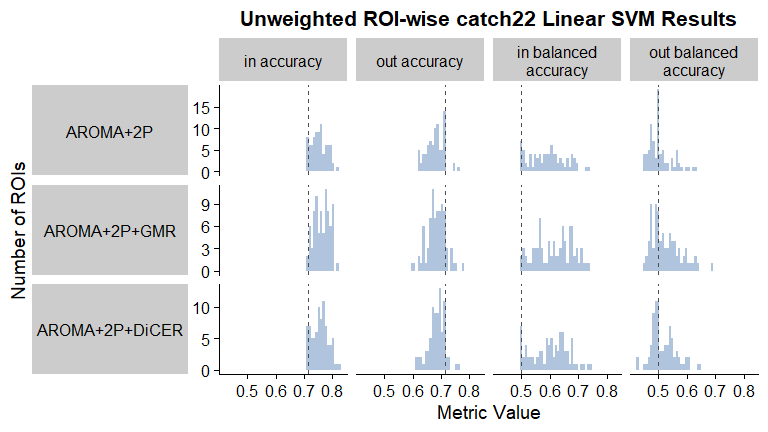 Unweighted ROI-wise catch22 Linear SVM Results
in accuracy
out accuracy
in balanced
accuracy
out balanced
accuracy
Number of ROIs
AROMA+2P
15
10
5
0
AROMA+2P+GMR
9
6
3
0
AROMA+2P+DiCER
10
5
0
0.5 0.6 0.7 0.8 0.5 0.6 0.7 0.8 0.5 0.6 0.7 0.8 0.5 0.6 0.7 0.8
Metric Value